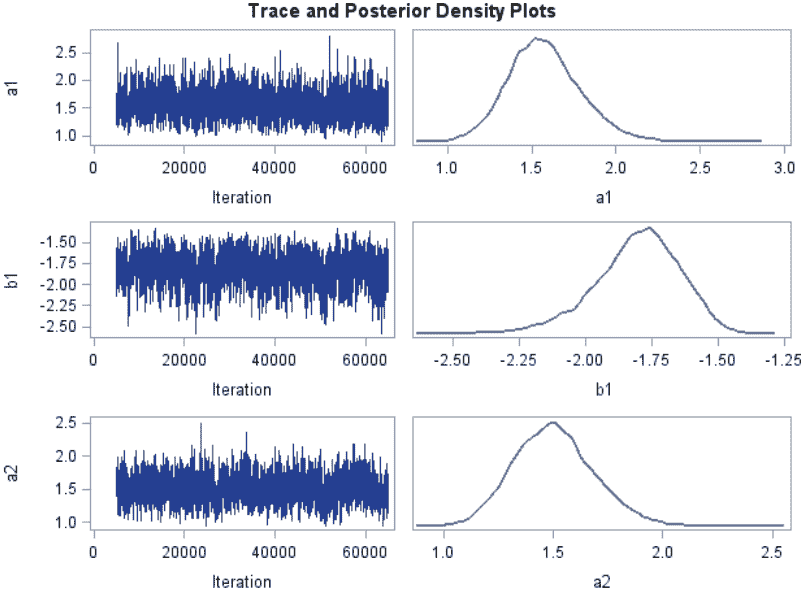 Trace and Posterior Density Plots
a1
2.5
2.0
1.5
1.0
0 20000 40000 60000
Iteration
1.0 1.5 2.0 2.5 3.0
a1
b1
-1.50
-1.75
-2.00
-2.25
-2.50
0 20000 40000 60000
Iteration
-2.50 -2.25 -2.00 -1.75 -1.50 -1.25
b1
a2
2.5
2.0
1.5
1.0
0 20000 40000 60000
Iteration
1.0 1.5 2.0 2.5
a2